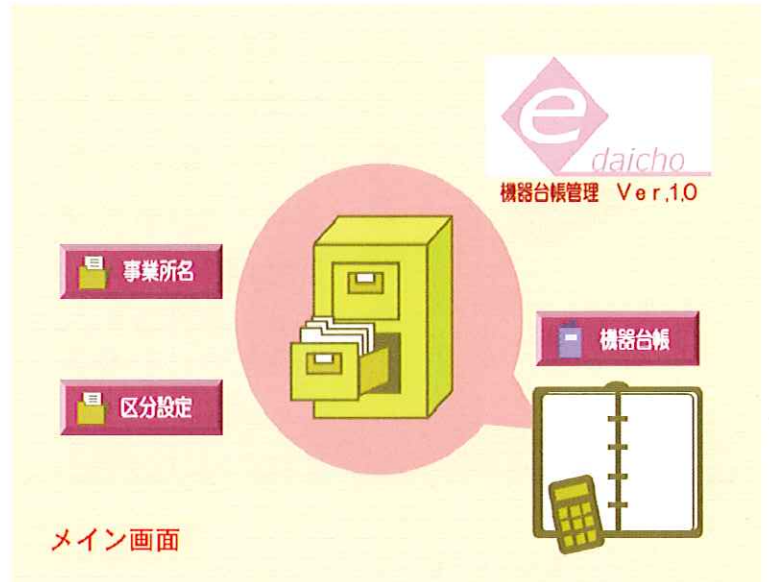 e
daicho
機器台帳管理 Ver,1.0
事業所名
機器台帳
区分設定
メイン画面